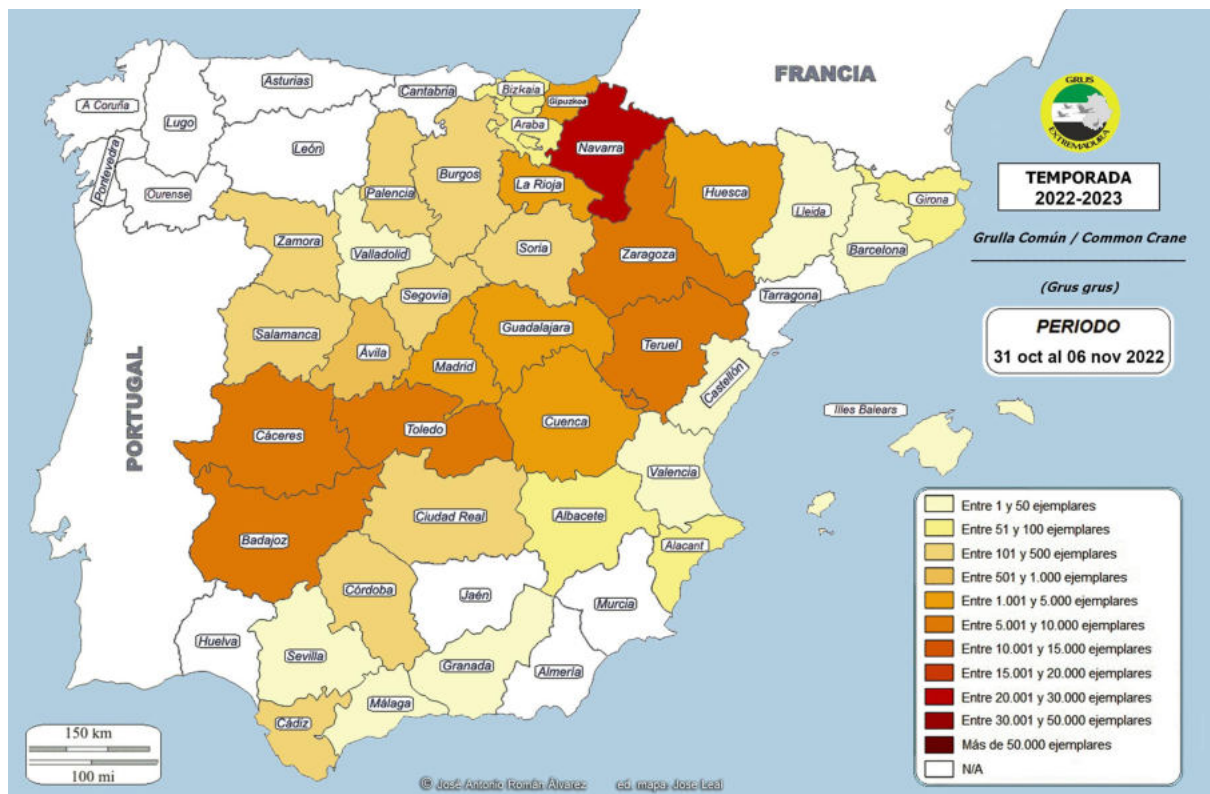 FRANCIA
GRUS
EXTREMADURA
TEMPORADA
2022-2023
Grulla Común / Common Crane
(Grus grus)
PERIODO
31 oct al 06 nov 2022
A Coruña
Lugo
Asturias
Cantabria
Bizkaia
Gipuzkoa
Araba
Navarra
Pontevedra
Ourense
León
Palencia
Burgos
La Rioja
Huesca
Lleida
Girona
Barcelona
Zamora
Valladolid
Soria
Zaragoza
Tarragona
Segovia
Salamanca
Ávila
Madrid
Guadalajara
Teruel
Castellón
PORTUGAL
Cáceres
Toledo
Cuenca
Valencia
Illes Balears
Badajoz
Ciudad Real
Albacete
Alacant
Córdoba
Jaén
Murcia
Huelva
Sevilla
Granada
Almería
Málaga
Cádiz
Entre 1 y 50 ejemplares
Entre 51 y 100 ejemplares
Entre 101 y 500 ejemplares
Entre 501 y 1.000 ejemplares
Entre 1.001 y 5.000 ejemplares
Entre 5.001 y 10.000 ejemplares
Entre 10.001 y 15.000 ejemplares
Entre 15.001 y 20.000 ejemplares
Entre 20.001 y 30.000 ejemplares
Entre 30.001 y 50.000 ejemplares
Más de 50.000 ejemplares
N/A
150 km
100 mi
© José Antonio Román Álvarez ed. mapa: Jose Leal